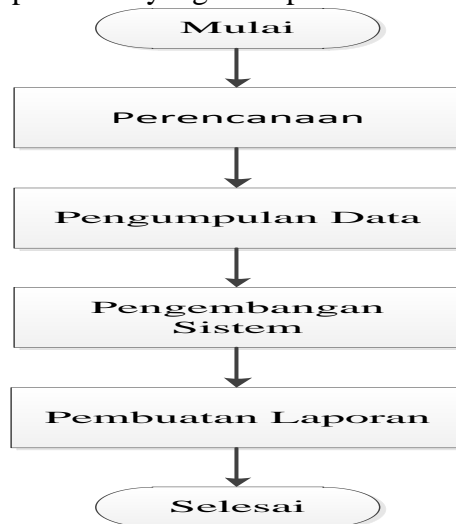 Mulai
Perencanaan
Pengumpulan Data
Pengembangan
Sistem
Pembuatan Laporan
Selesai